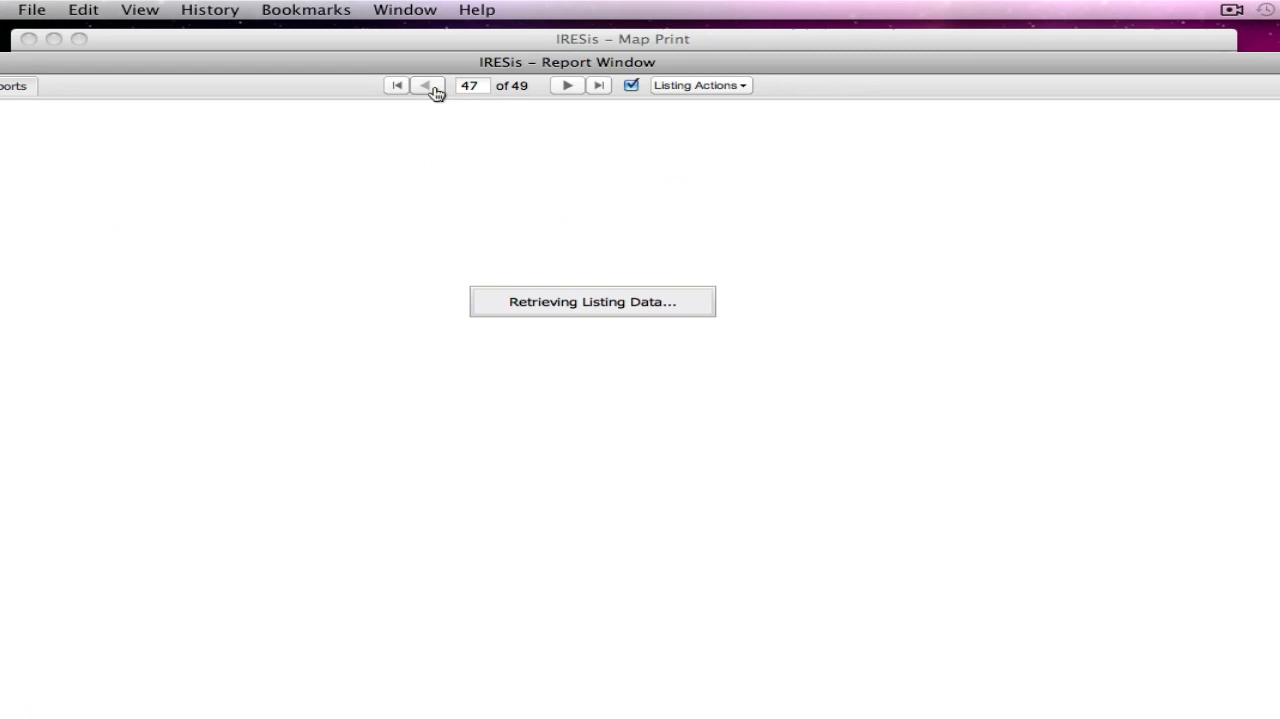 File Edit View History Bookmarks Window Help
IRESis – Map Print
IRESis – Report Window
ports 47 of 49 Listing Actions
Retrieving Listing Data...